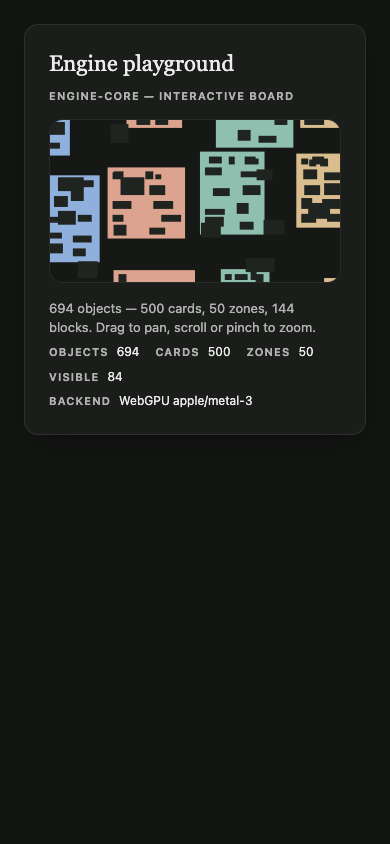 Engine playground
ENGINE-CORE — INTERACTIVE BOARD
694 objects — 500 cards, 50 zones, 144
blocks. Drag to pan, scroll or pinch to zoom.
OBJECTS 694 CARDS 500 ZONES 50
VISIBLE 84
BACKEND WebGPU apple/metal-3